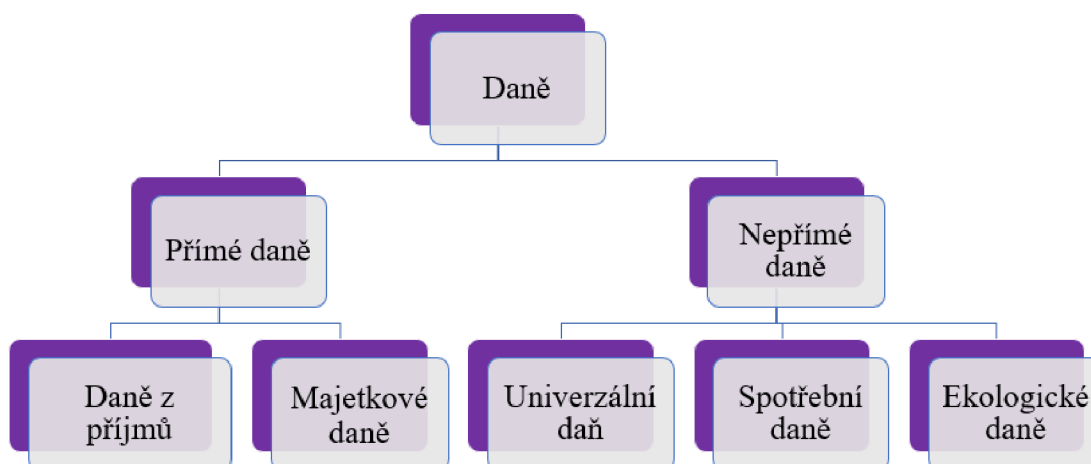 Daně
Přímé daně
Nepřímé
daně
Daně z
příjmů
Majetkové
daně
Univerzální
daň
Spotřební
daně
Ekologické
daně